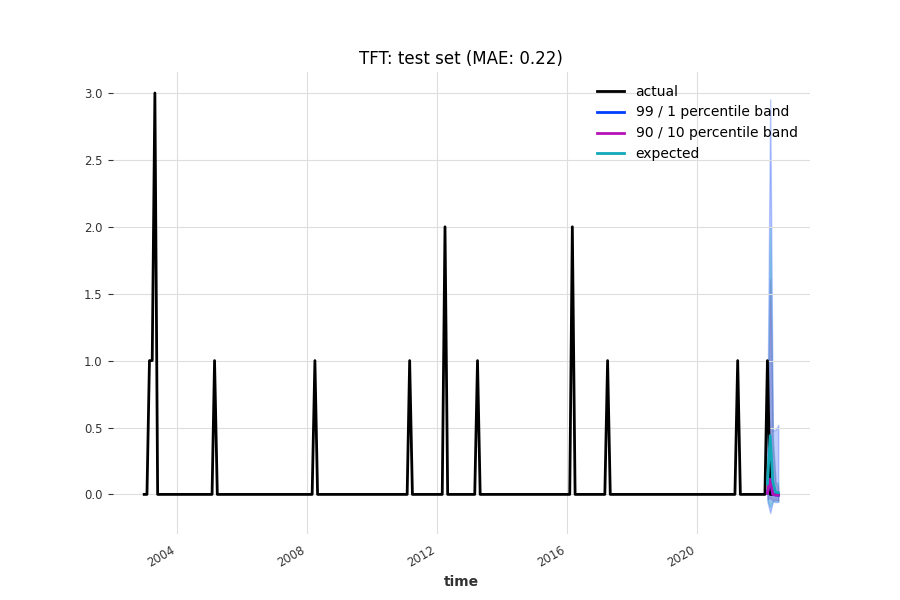 TFT: test set (MAE: 0.22)
actual
99 / 1 percentile band
90 / 10 percentile band
expected
3.0
2.5
2.0
1.5
1.0
0.5
0.0
2004
2008
2012
2016
2020
time